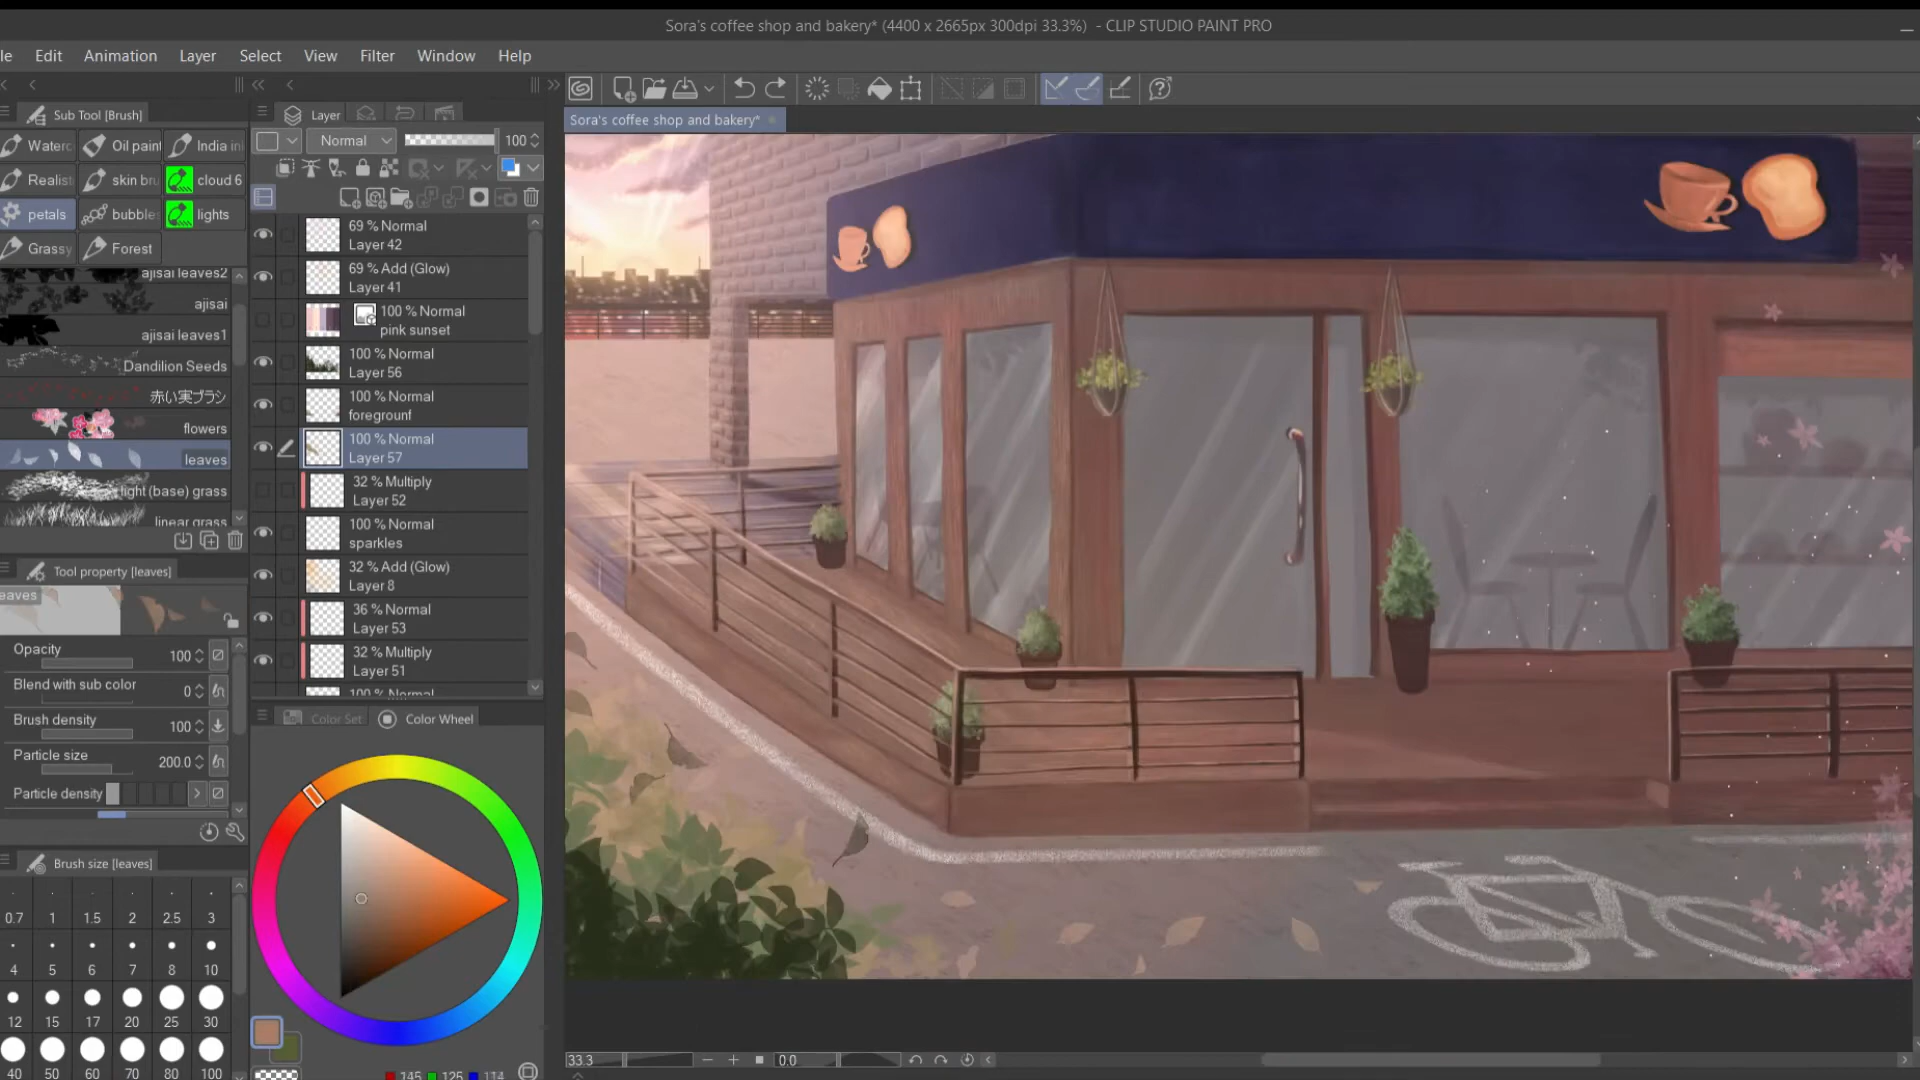 Sora's coffee shop and bakery* (4400 x 2665px 300dpi 33.3%) - CLIP STUDIO PAINT PRO
le Edit Animation Layer Select View Filter Window Help
Sub Tool [Brush]
Waterc Oil paint India in
Realist skin bru cloud 6
petals bubble lights
Grassy Forest
ajisai leaves2
ajisai
ajisai leaves1
Dandilion Seeds
赤い実ブラシ
flowers
leaves
light (base) grass
linear grass
Tool property [leaves]
eaves
Opacity 100
Blend with sub color 0
Brush density 100
Particle size 200.0
Particle density
Brush size [leaves]
0.7 1 1.5 2 2.5 3
4 5 6 7 8 10
12 15 17 20 25 30
40 50 60 70 80 100
Layer
Normal 100
69 % Normal
Layer 42
69 % Add (Glow)
Layer 41
100 % Normal
pink sunset
100 % Normal
Layer 56
100 % Normal
foregrounf
100 % Normal
Layer 57
32 % Multiply
Layer 52
100 % Normal
sparkles
32 % Add (Glow)
Layer 8
36 % Normal
Layer 53
32 % Multiply
Layer 51
100 % Normal
Color Set Color Wheel
145 125 114
Sora's coffee shop and bakery*
33.3 0.0